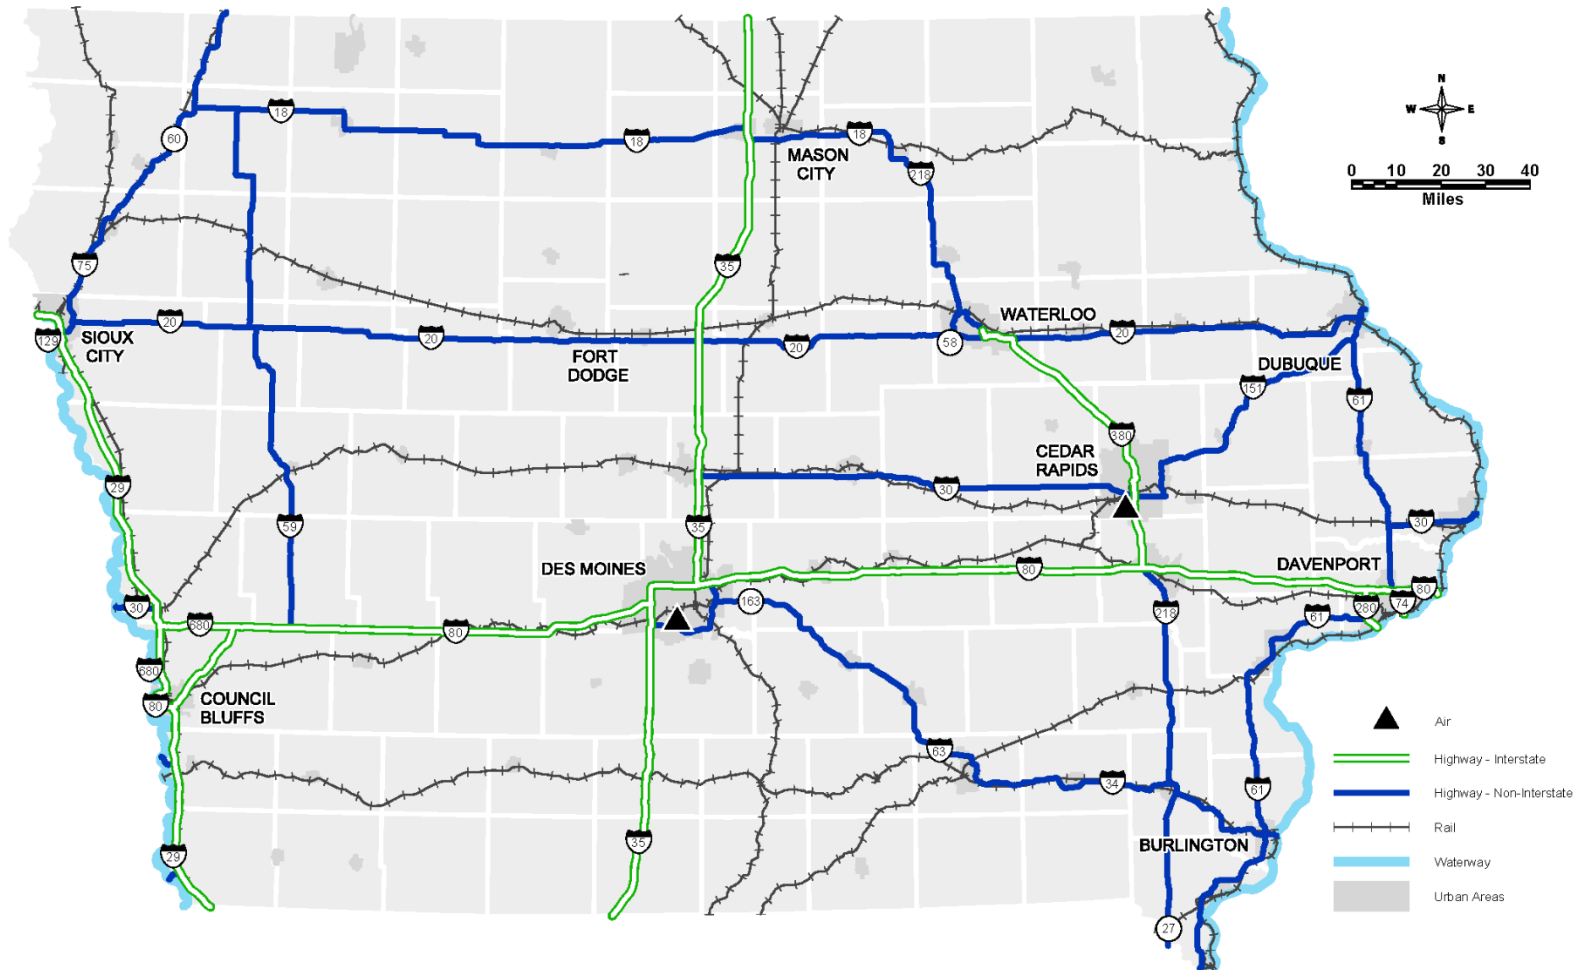 N
W E
S
0 10 20 30 40
Miles
18
60
18
MASON
CITY
18
218
75
35
129
SIOUX
CITY
20
20
FORT
DODGE
20
58
WATERLOO
20
DUBUQUE
151
61
380
CEDAR
RAPIDS
29
30
59
35
30
DES MOINES
80
DAVENPORT
80
30
680
80
163
218
61
280
74
680
80
COUNCIL
BLUFFS
63
34
61
29
35
BURLINGTON
27
Air
Highway - Interstate
Highway - Non-Interstate
Rail
Waterway
Urban Areas